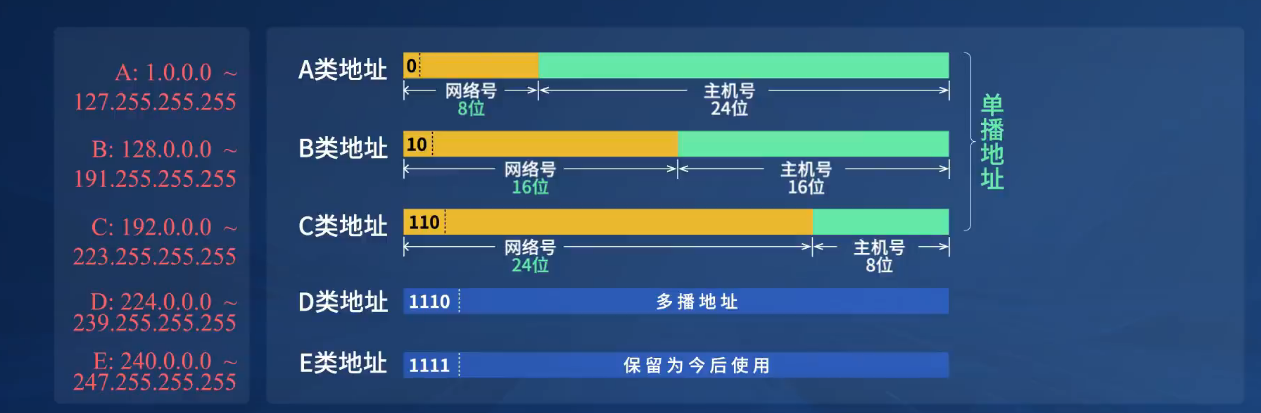 A: 1.0.0.0 ~
127.255.255.255
B: 128.0.0.0 ~
191.255.255.255
C: 192.0.0.0 ~
223.255.255.255
D: 224.0.0.0 ~
239.255.255.255
E: 240.0.0.0 ~
247.255.255.255
A类地址 0
网络号 主机号
8位 24位
B类地址 10
网络号 主机号
16位 16位
C类地址 110
网络号 主机号
24位 8位
单播地址
D类地址 1110 多播地址
E类地址 1111 保留为今后使用